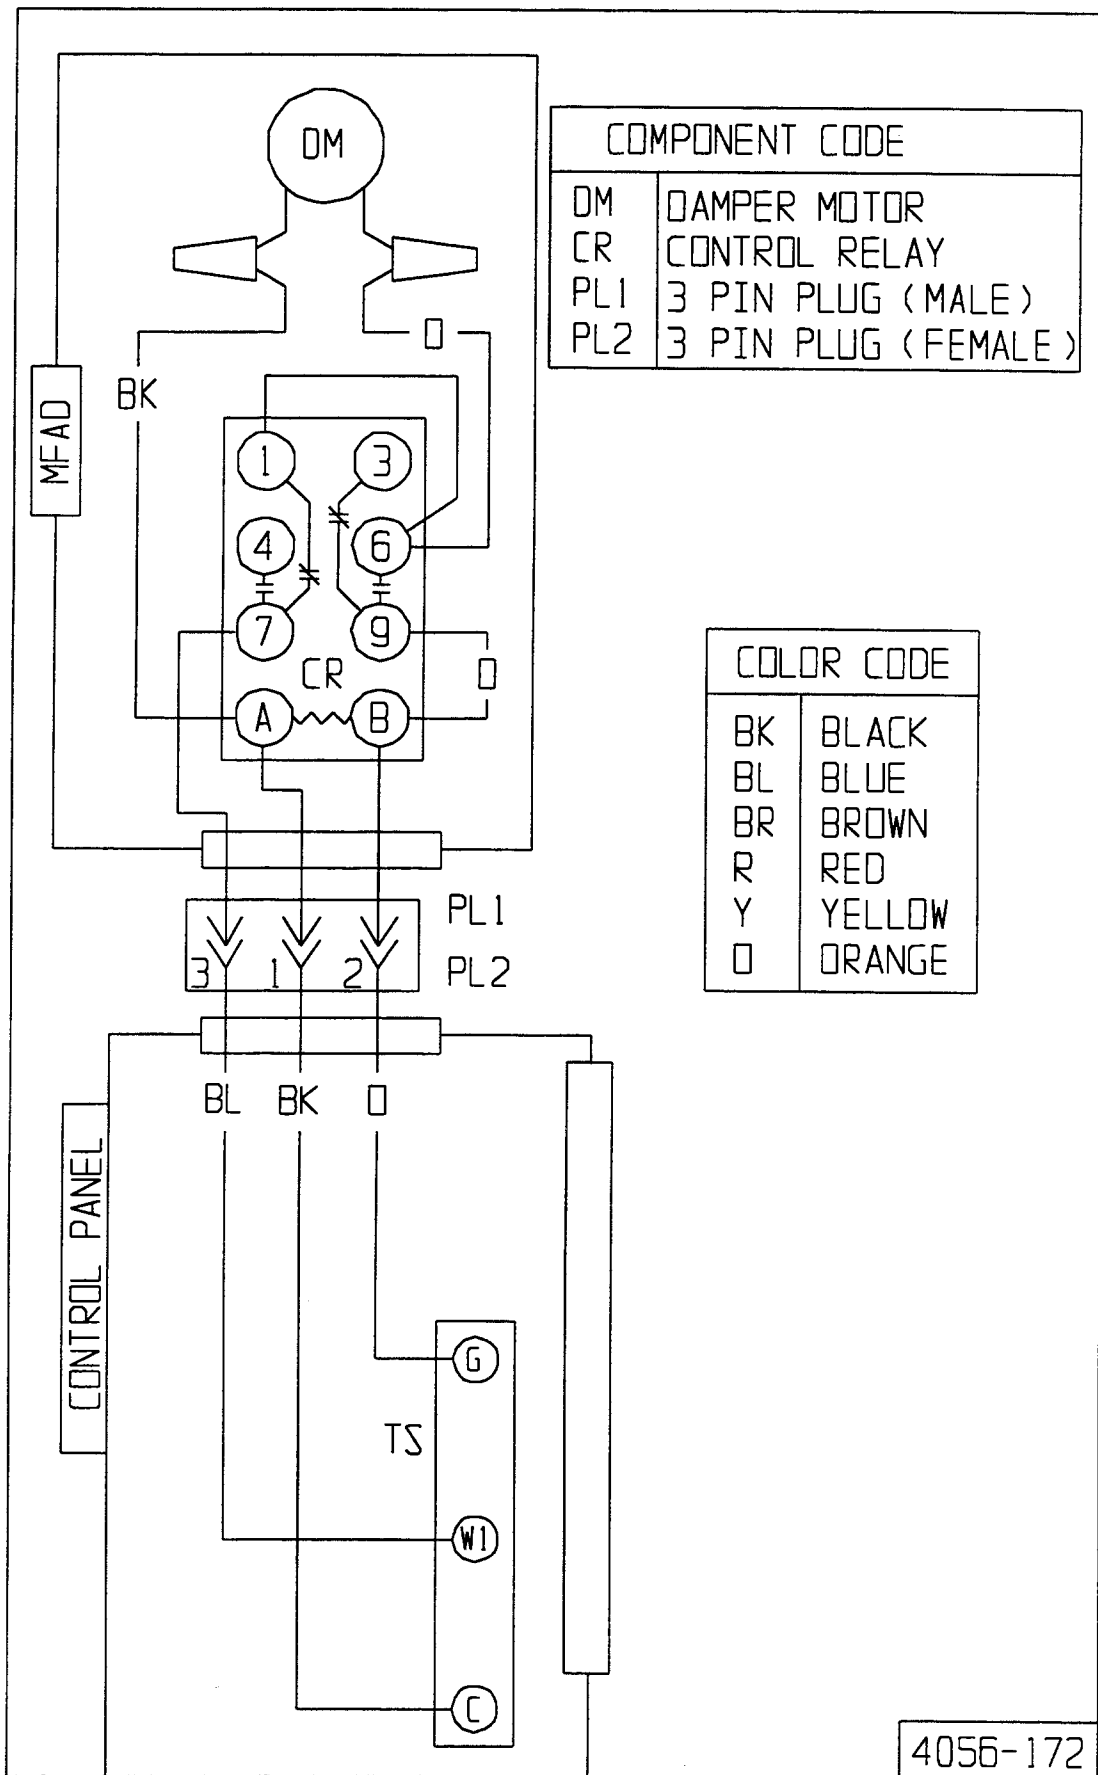 DM
COMPONENT CODE
DM DAMPER MOTOR
CR CONTROL RELAY
PL1 3 PIN PLUG (MALE)
PL2 3 PIN PLUG (FEMALE)
O
BK
MFAD
1 3
4 6
7 9
CR
O
A B
COLOR CODE
BK BLACK
BL BLUE
BR BROWN
R RED
Y YELLOW
O ORANGE
PL1
3 1 2
PL2
BL BK O
CONTROL PANEL
G
TS
W1
C
4056-172